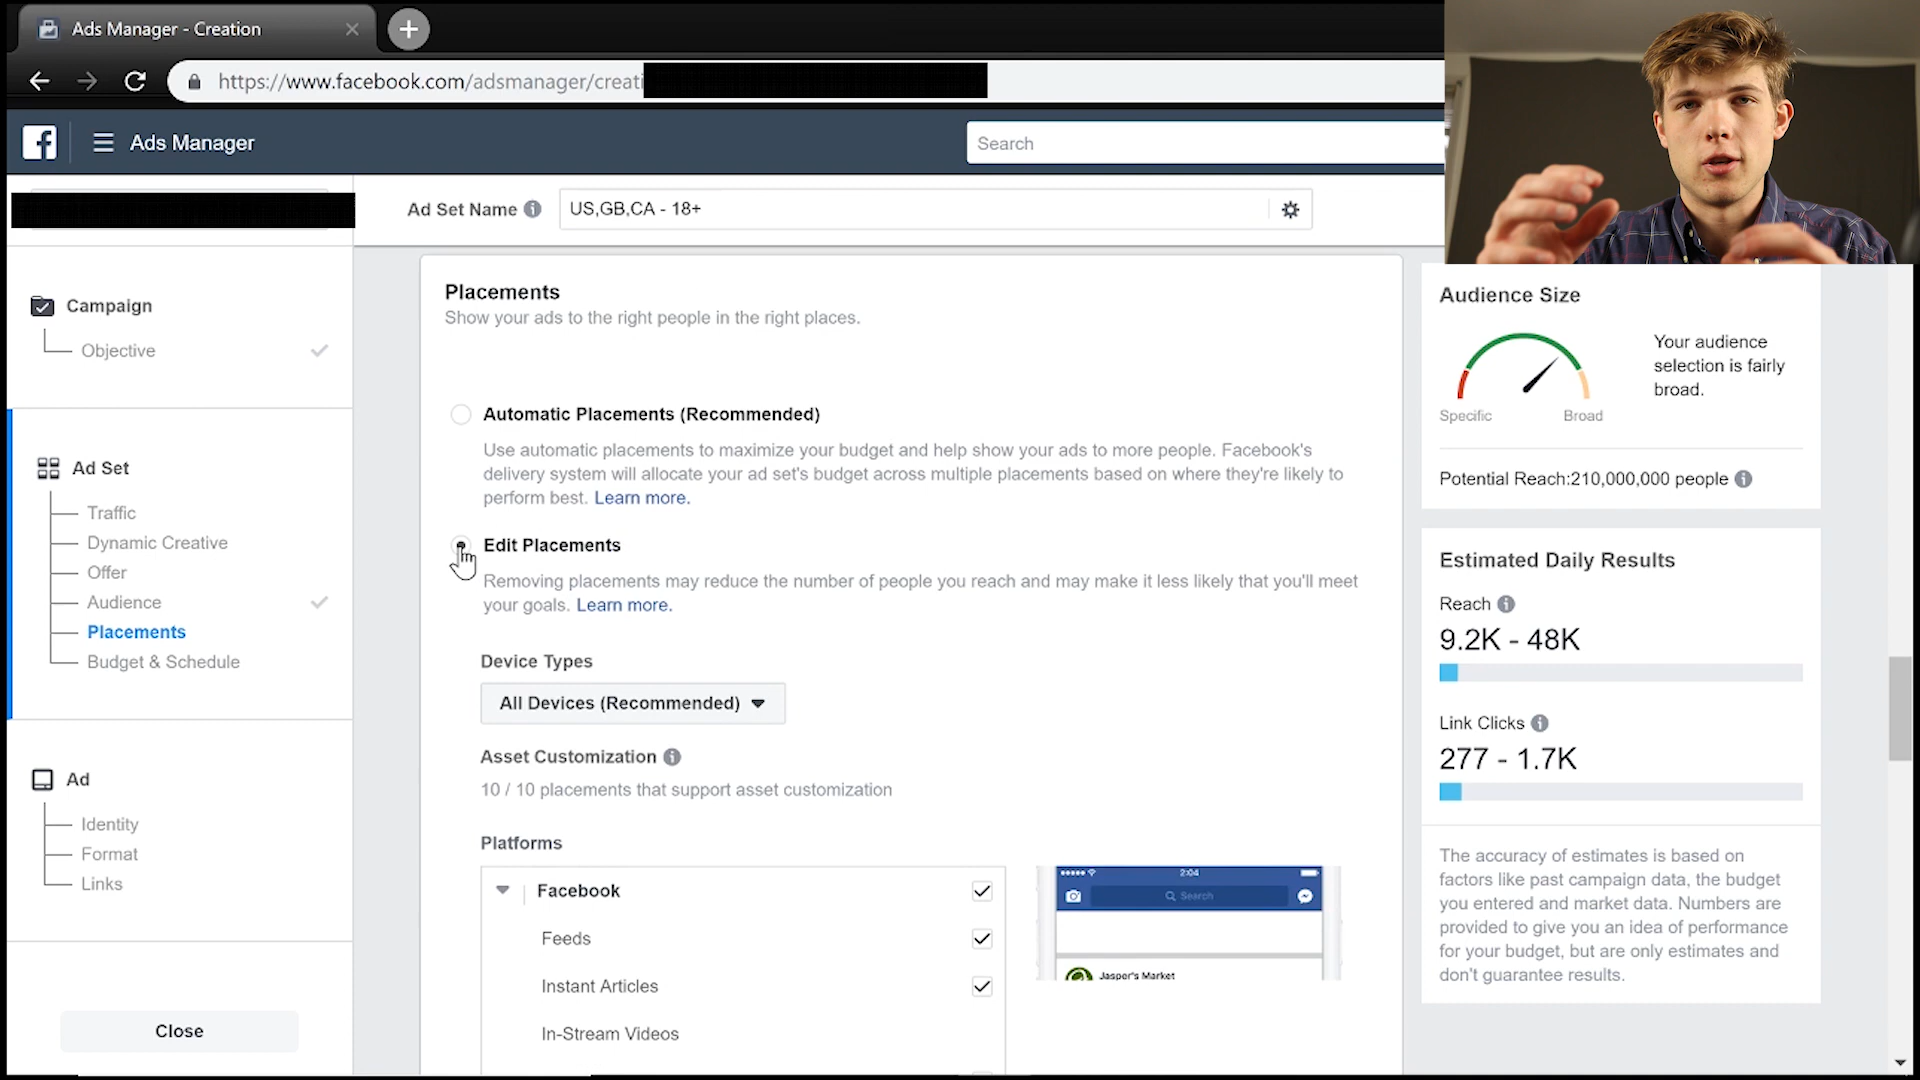 Ads Manager - Creation
https://www.facebook.com/adsmanager/creati
Ads Manager
Search
Ad Set Name
US,GB,CA - 18+
Campaign
Objective
Ad Set
Traffic
Dynamic Creative
Offer
Audience
Placements
Budget & Schedule
Ad
Identity
Format
Links
Close
Placements
Show your ads to the right people in the right places.
Automatic Placements (Recommended)
Use automatic placements to maximize your budget and help show your ads to more people. Facebook's
delivery system will allocate your ad set's budget across multiple placements based on where they're likely to
perform best. Learn more.
Edit Placements
Removing placements may reduce the number of people you reach and may make it less likely that you'll meet
your goals. Learn more.
Device Types
All Devices (Recommended)
Asset Customization
10 / 10 placements that support asset customization
Platforms
Facebook
Feeds
Instant Articles
In-Stream Videos
2:04
Search
Jasper's Market
Audience Size
Your audience
selection is fairly
broad.
Specific
Broad
Potential Reach:210,000,000 people
Estimated Daily Results
Reach
9.2K - 48K
Link Clicks
277 - 1.7K
The accuracy of estimates is based on
factors like past campaign data, the budget
you entered and market data. Numbers are
provided to give you an idea of performance
for your budget, but are only estimates and
don't guarantee results.